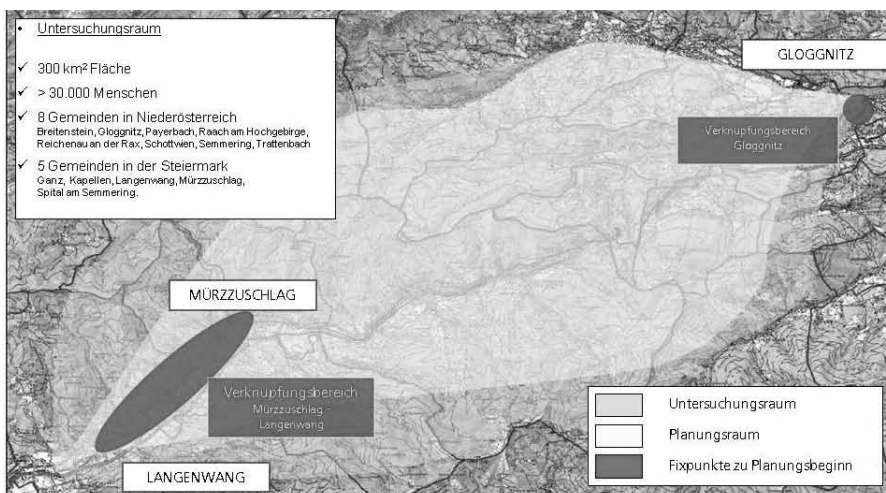 • Untersuchungsraum
✓ 300 km² Fläche
✓ > 30.000 Menschen
✓ 8 Gemeinden in Niederösterreich
Breitenstein, Gloggnitz, Payerbach, Raach am Hochgebirge,
Reichenau an der Rax, Schottwien, Semmering, Trattenbach
✓ 5 Gemeinden in der Steiermark
Ganz, Kapellen, Langenwang, Mürzzuschlag,
Spital am Semmering.
GLOGGNITZ
Verknüpfungsbereich
Gloggnitz
MÜRZZUSCHLAG
Verknüpfungsbereich
Mürzzuschlag -
Langenwang
LANGENWANG
Untersuchungsraum
Planungsraum
Fixpunkte zu Planungsbeginn